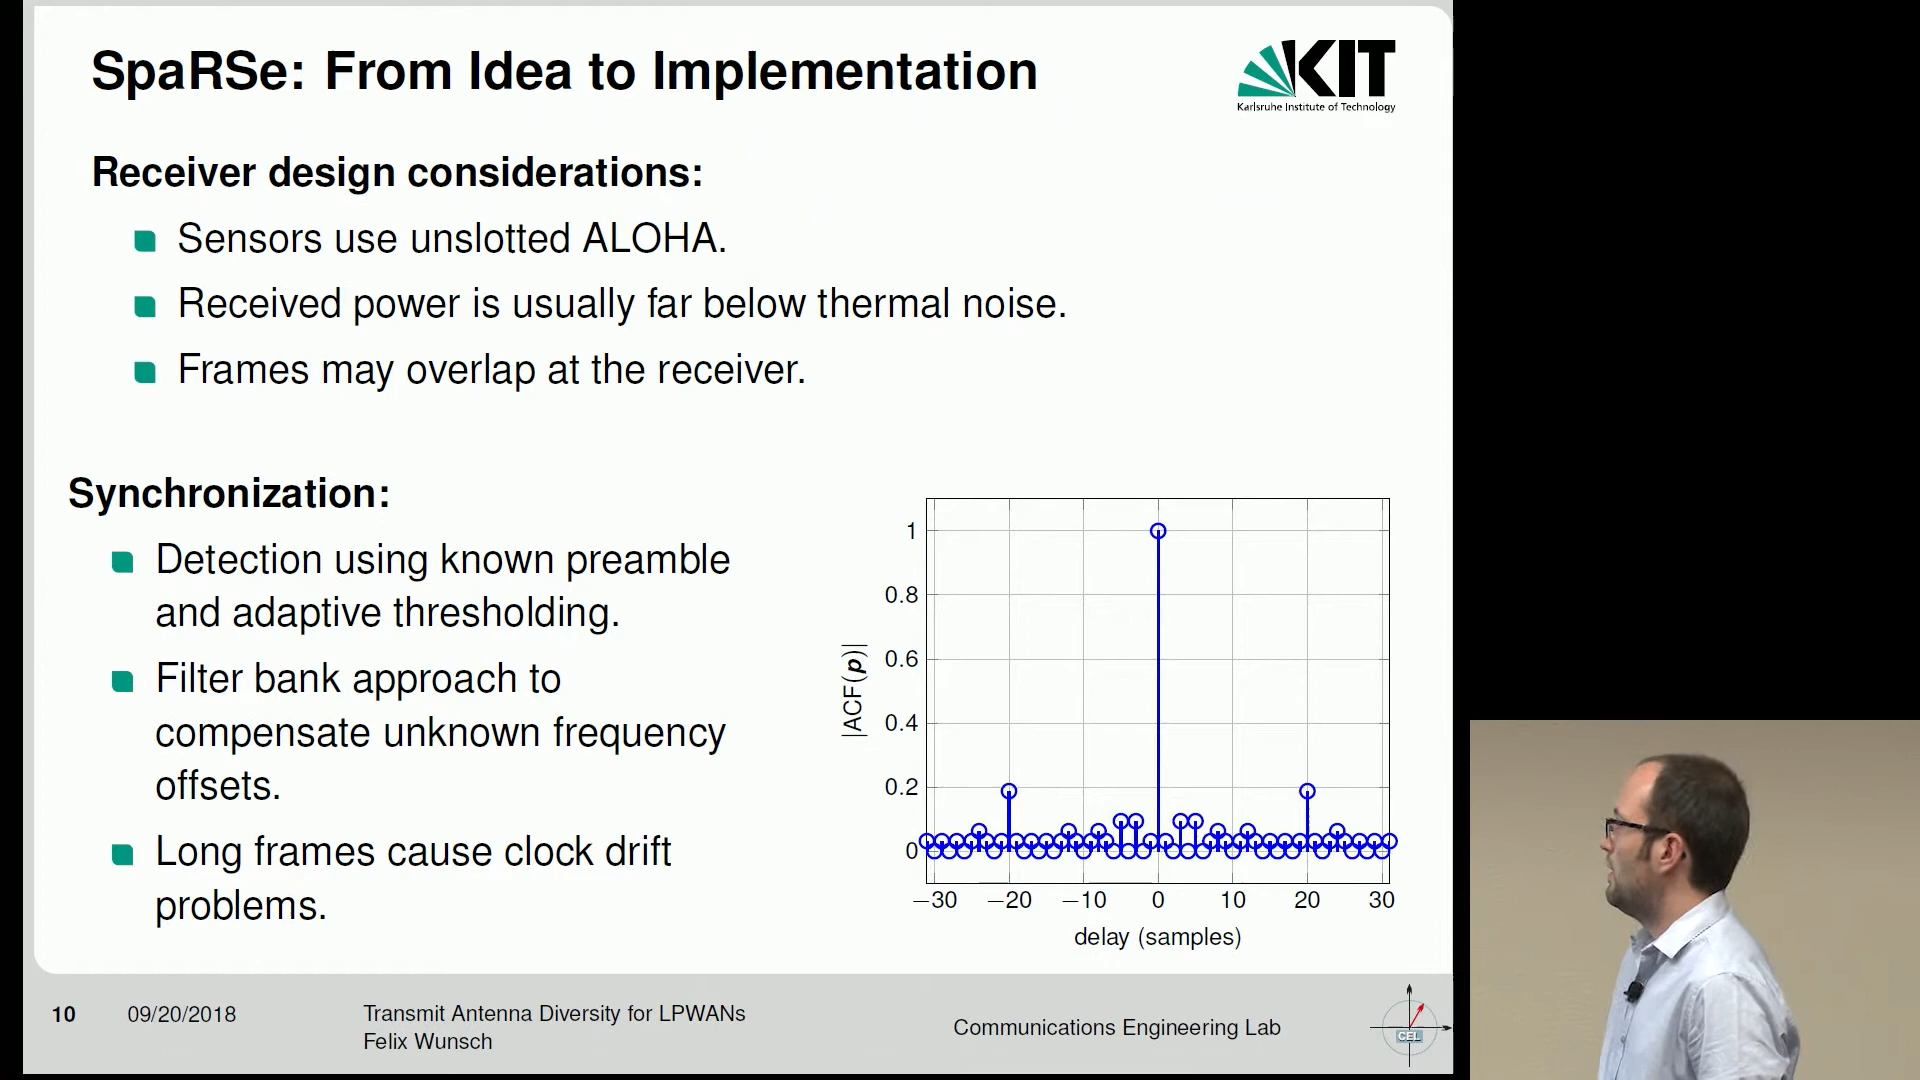 SpaRSe: From Idea to Implementation
KIT
Karlsruhe Institute of Technology
Receiver design considerations:
Sensors use unslotted ALOHA.
Received power is usually far below thermal noise.
Frames may overlap at the receiver.
Synchronization:
Detection using known preamble
and adaptive thresholding.
Filter bank approach to
compensate unknown frequency
offsets.
Long frames cause clock drift
problems.
|ACF(p)|
1
0.8
0.6
0.4
0.2
0
−30 −20 −10 0 10 20 30
delay (samples)
10 09/20/2018
Transmit Antenna Diversity for LPWANs
Felix Wunsch
Communications Engineering Lab
CEL